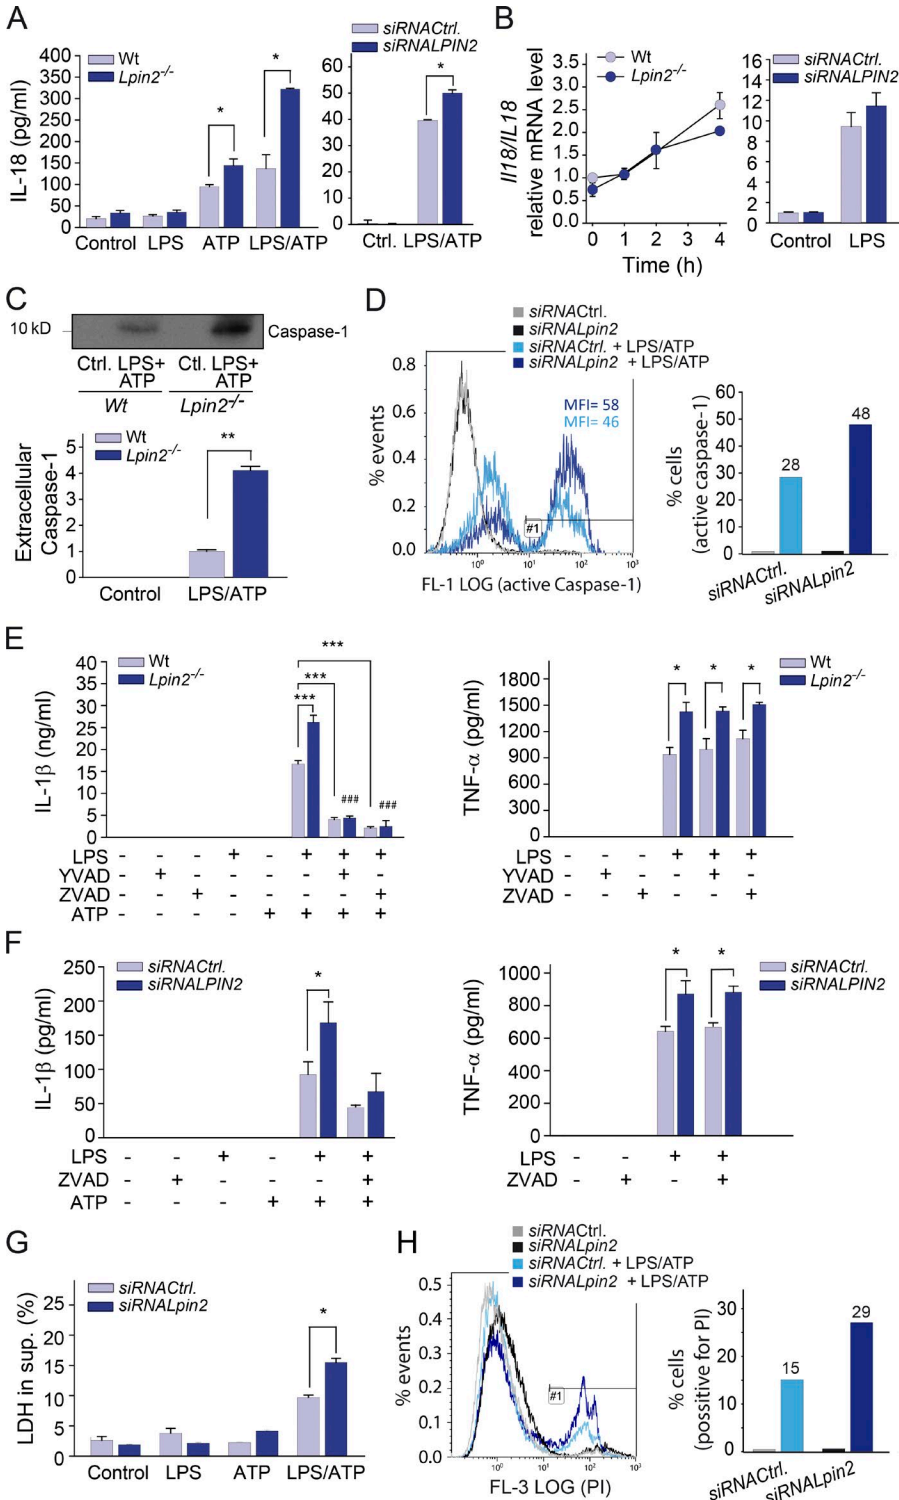 A
Wt
Lpin2-/-
IL-18 (pg/ml)
400
350
300
250
200
150
100
50
0
*
*
Control LPS ATP LPS/ATP
siRNACtrl.
siRNALPIN2
60
50
40
30
20
10
0
*
Ctrl. LPS/ATP
B
Wt
Lpin2-/-
Il18/IL18
relative mRNA level
3.5
3.0
2.5
2.0
1.5
1.0
0.5
0.0
0 1 2 3 4
Time (h)
siRNACtrl.
siRNALPIN2
16
14
12
10
8
6
4
2
0
Control LPS
C
10 kD
Caspase-1
Ctrl. LPS+ Ctl. LPS+
ATP ATP
Wt Lpin2-/-
Wt
Lpin2-/-
**
Extracellular
Caspase-1
5
4
3
2
1
0
Control LPS/ATP
D
siRNACtrl.
siRNALpin2
siRNACtrl. + LPS/ATP
siRNALpin2 + LPS/ATP
% events
0.8
0.6
0.4
0.2
0.0
MFI= 58
MFI= 46
#1
10⁰ 10¹ 10² 10³
FL-1 LOG (active Caspase-1)
% cells
(active caspase-1)
60
50
40
30
20
10
0
28
48
siRNACtrl.
siRNALpin2
E
Wt
Lpin2-/-
IL-1β (ng/ml)
40
35
30
25
20
15
10
5
0
***
***
***
###
###
LPS - - - + - + + +
YVAD - + - - - - + -
ZVAD - - + - - - - +
ATP - - - - + + + +
Wt
Lpin2-/-
TNF-α (pg/ml)
1800
1500
1200
900
600
300
0
* * *
LPS - - - + + +
YVAD - + - - + -
ZVAD - - + - - +
F
siRNACtrl.
siRNALPIN2
IL-1β (pg/ml)
250
200
150
100
50
0
*
LPS - - + - + +
ZVAD - + - - - +
ATP - - - + + +
siRNACtrl.
siRNALPIN2
TNF-α (pg/ml)
1000
800
600
400
200
0
* *
LPS - - + +
ZVAD - + - +
G
siRNACtrl.
siRNALpin2
LDH in sup. (%)
25
20
15
10
5
0
*
Control LPS ATP LPS/ATP
H
siRNACtrl.
siRNALpin2
siRNACtrl. + LPS/ATP
siRNALpin2 + LPS/ATP
% events
0.5
0.4
0.3
0.2
0.1
0.0
#1
10⁰ 10¹ 10² 10³
FL-3 LOG (PI)
% cells
(possitive for PI)
30
20
10
0
15
29
siRNACtrl.
siRNALpin2